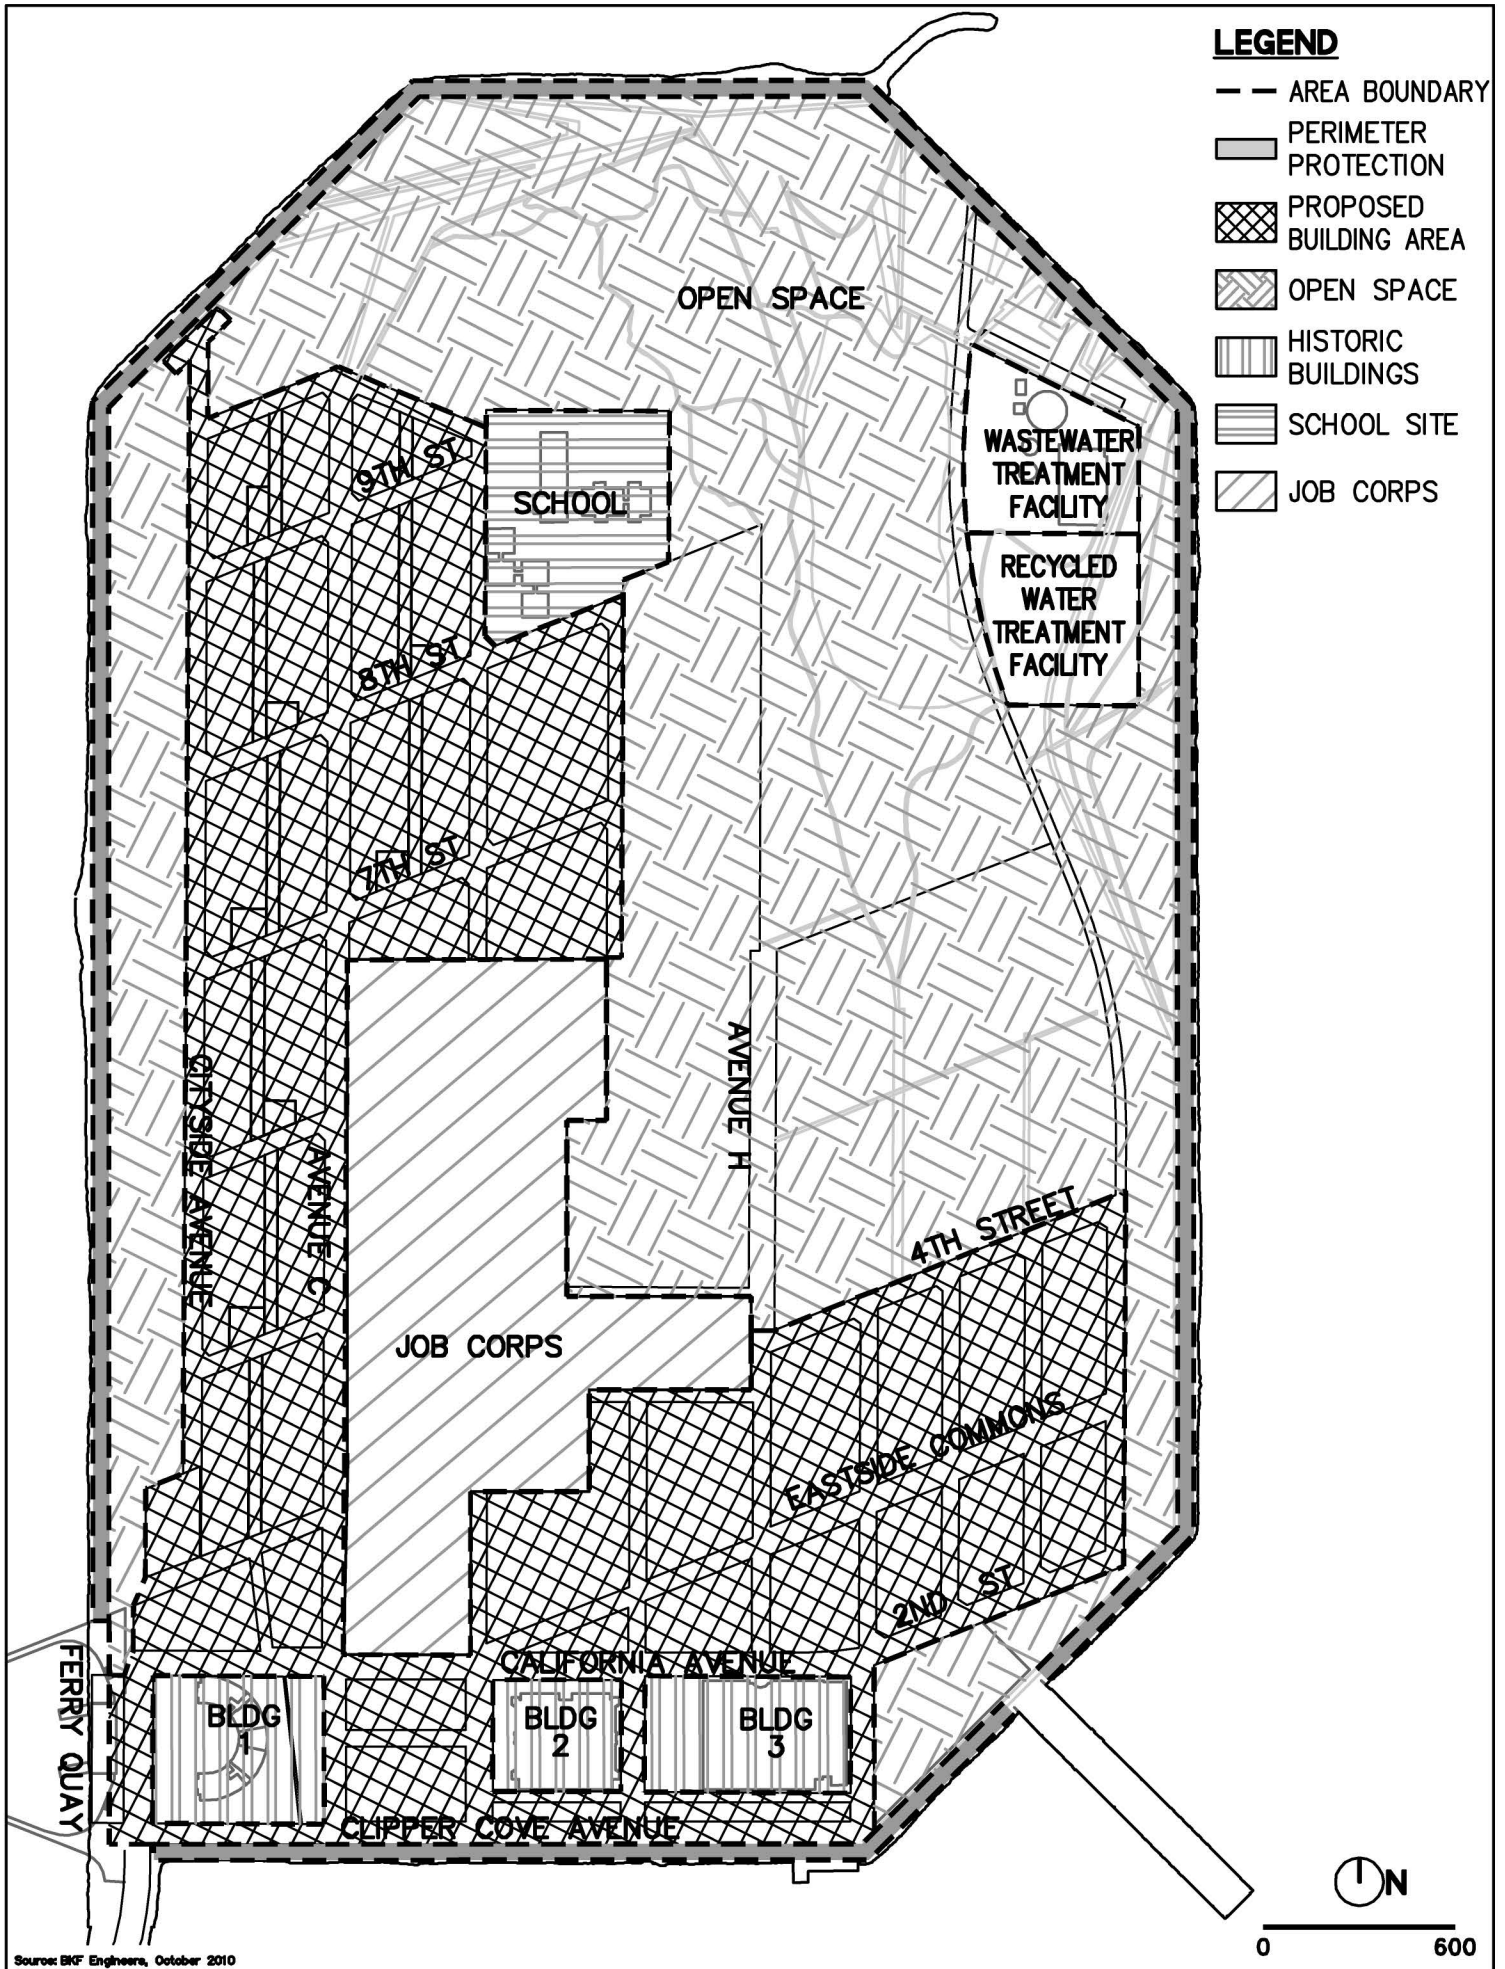 LEGEND
AREA BOUNDARY
PERIMETER
PROTECTION
PROPOSED
BUILDING AREA
OPEN SPACE
HISTORIC
BUILDINGS
SCHOOL SITE
JOB CORPS
OPEN SPACE
9TH ST
SCHOOL
WASTEWATER
TREATMENT
FACILITY
RECYCLED
WATER
TREATMENT
FACILITY
8TH ST
7TH ST
CITYSIDE AVENUE
AVENUE C
AVENUE H
4TH STREET
JOB CORPS
EASTSIDE COMMONS
2ND ST
CALIFORNIA AVENUE
FERRY QUAY
BLDG
1
BLDG
2
BLDG
3
CLIPPER COVE AVENUE
N
0 600
Source: BKF Engineers, October 2010